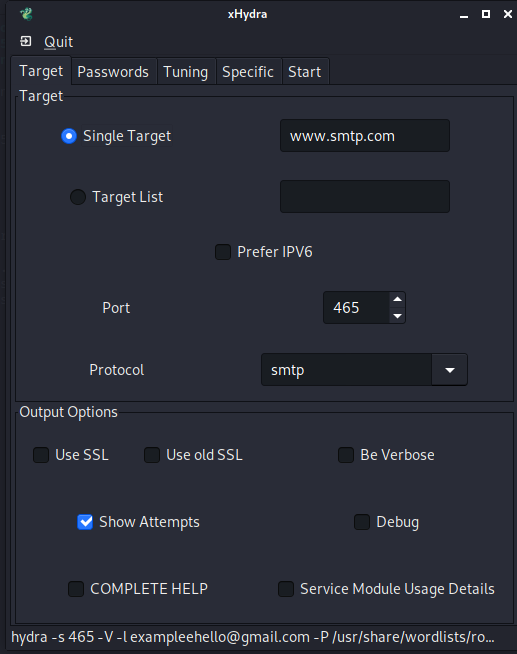 xHydra
Quit
Target Passwords Tuning Specific Start
Target
Single Target www.smtp.com
Target List
Prefer IPV6
Port 465
Protocol smtp
Output Options
Use SSL Use old SSL Be Verbose
Show Attempts Debug
COMPLETE HELP Service Module Usage Details
hydra -s 465 -V -l exampleehello@gmail.com -P /usr/share/wordlists/ro...